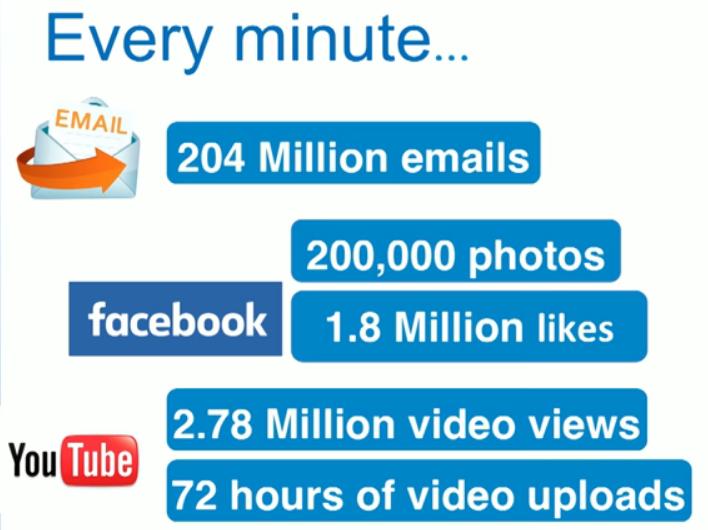 Every minute...
EMAIL
204 Million emails
200,000 photos
facebook
1.8 Million likes
2.78 Million video views
YouTube
72 hours of video uploads